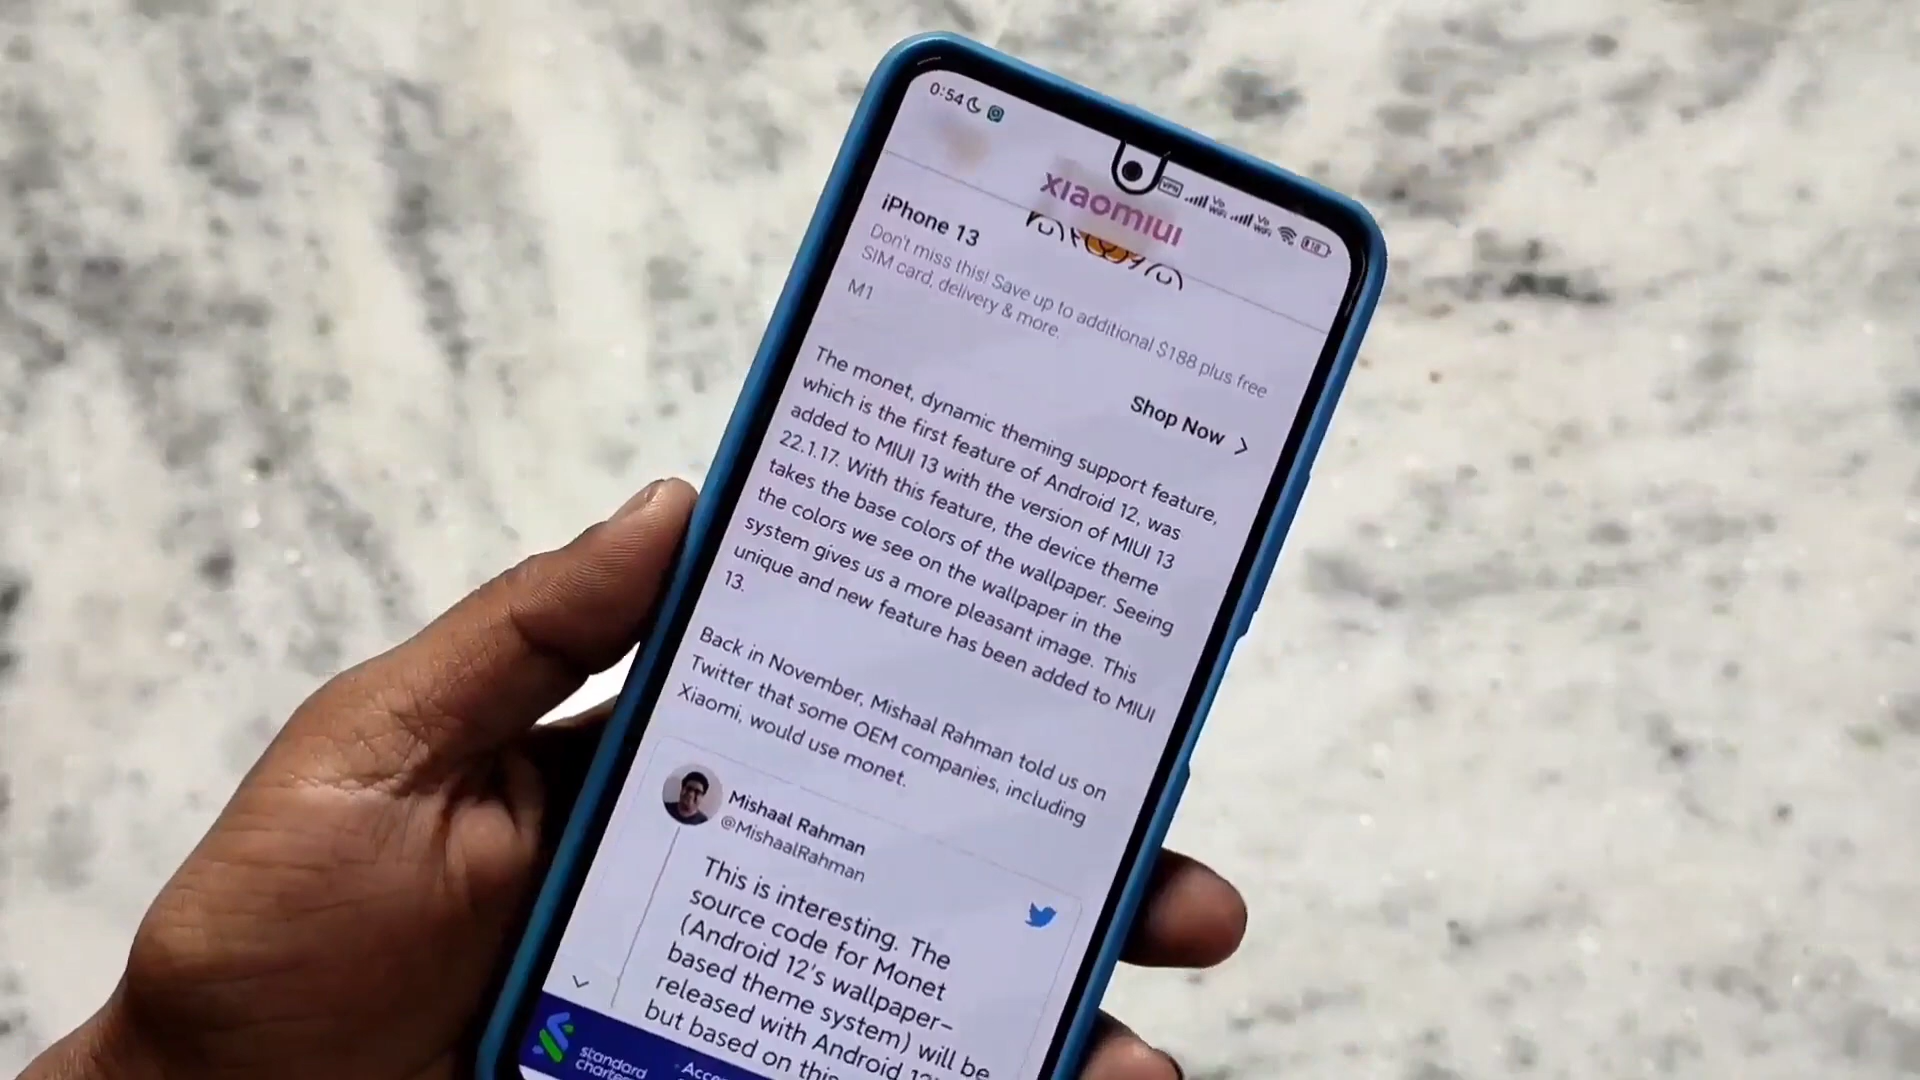 0:54
VPN
Vo
WiFi
Vo
WiFi
xiaomiui
iPhone 13
Don't miss this! Save up to additional $188 plus free
SIM card, delivery & more.
M1
Shop Now
The monet, dynamic theming support feature,
which is the first feature of Android 12, was
added to MIUI 13 with the version of MIUI 13
22.1.17. With this feature, the device theme
takes the base colors of the wallpaper. Seeing
the colors we see on the wallpaper in the
system gives us a more pleasant image. This
unique and new feature has been added to MIUI
13.
Back in November, Mishaal Rahman told us on
Twitter that some OEM companies, including
Xiaomi, would use monet.
Mishaal Rahman
@MishaalRahman
This is interesting. The
source code for Monet
(Android 12's wallpaper-
based theme system) will be
released with Android
but based on this
standard